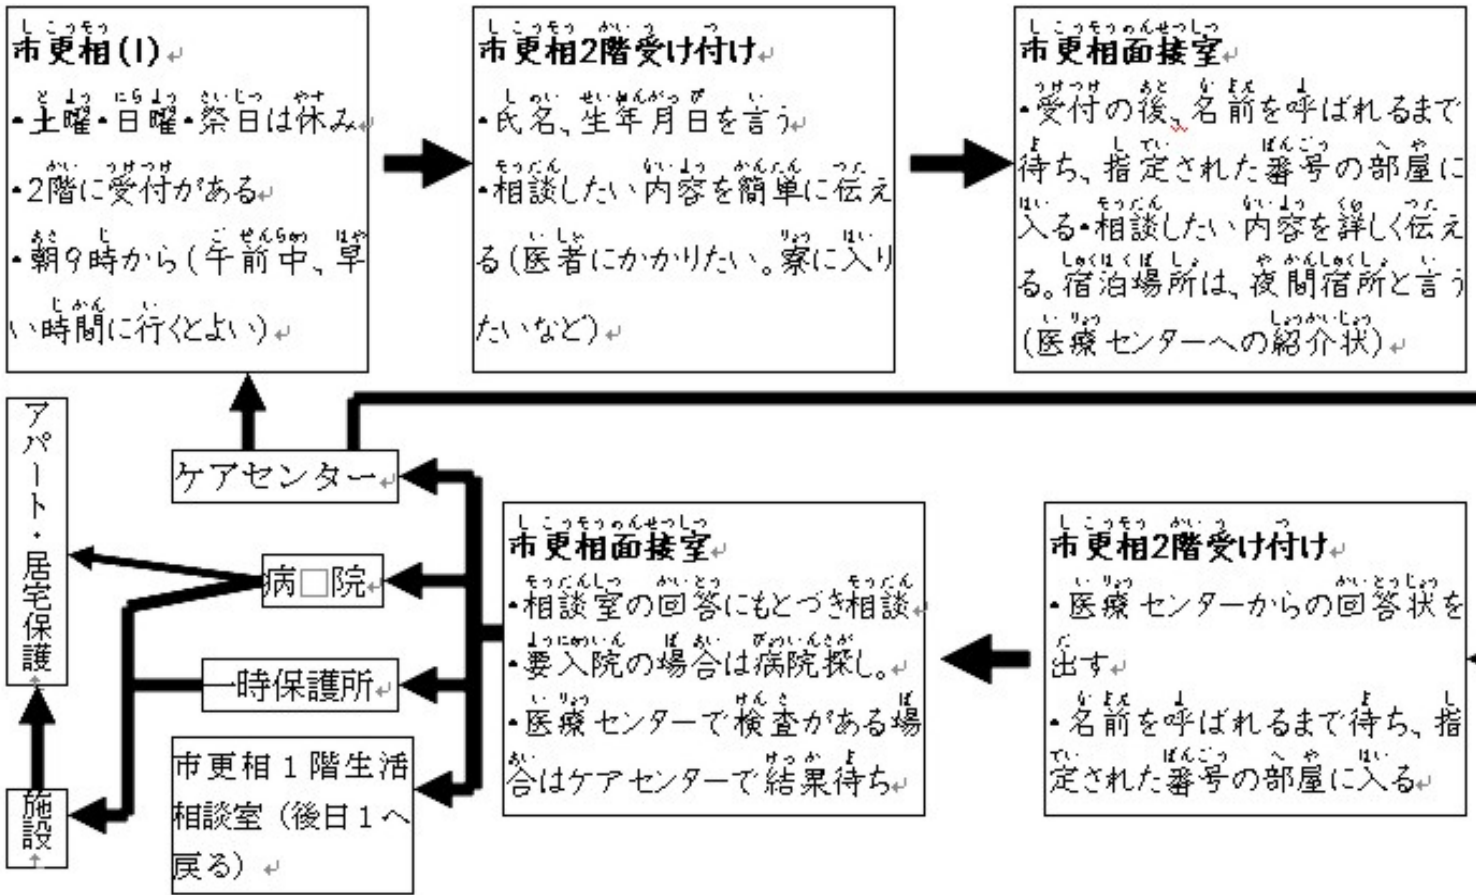 市更相(1)
・土曜・日曜・祭日は休み
・2階に受付がある
・朝9時から(午前中、早
い時間に行くとよい)
市更相2階受け付け
・氏名、生年月日を言う
・相談したい内容を簡単に伝え
る(医者にかかりたい。寮に入り
たいなど)
市更相面接室
・受付の後、名前を呼ばれるまで
待ち、指定された番号の部屋に
入る・相談したい内容を詳しく伝え
る。宿泊場所は、夜間宿所と言う
(医療センターへの紹介状)
市更相2階受け付け
・医療センターからの回答状を
出す
・名前を呼ばれるまで待ち、指
定された番号の部屋に入る
市更相面接室
・相談室の回答にもとづき相談
・要入院の場合は病院探し。
・医療センターで検査がある場
合はケアセンターで結果待ち
ケアセンター
病□院
一時保護所
市更相1階生活
相談室(後日1へ
戻る)
アパート・居宅保護
施設